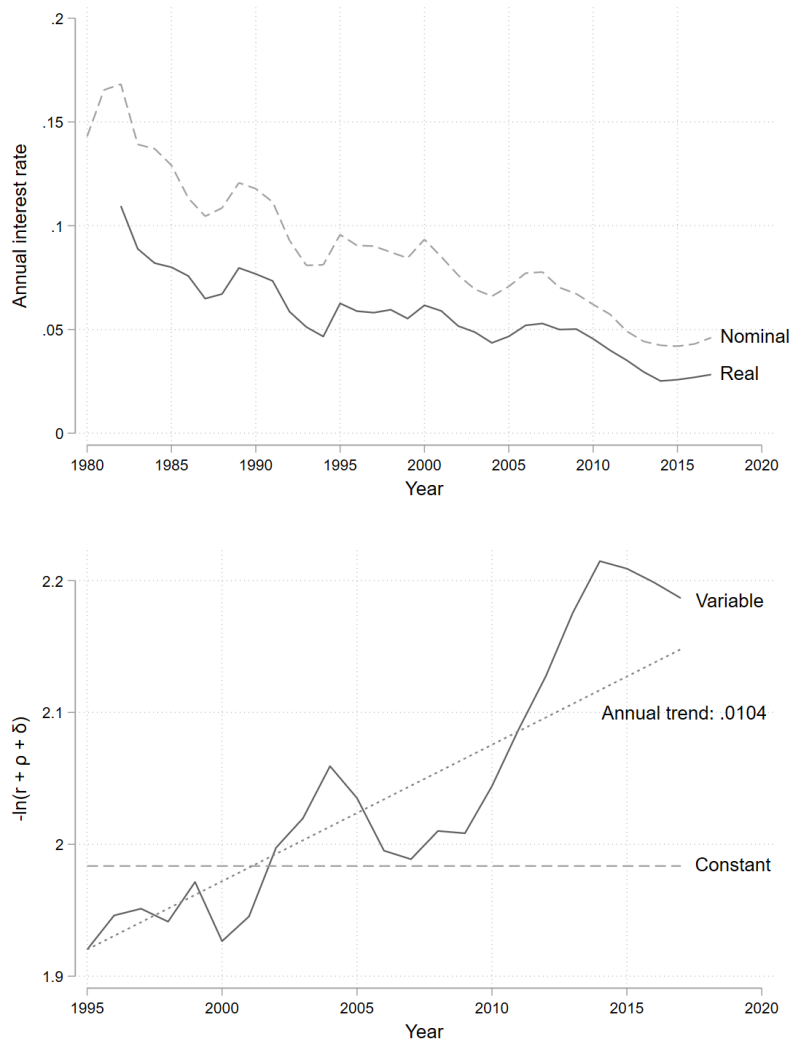 .2
.15
.1
.05
0
Annual interest rate
Nominal
Real
1980 1985 1990 1995 2000 2005 2010 2015 2020
Year
2.2
2.1
2
1.9
-ln(r + ρ + δ)
Variable
Annual trend: .0104
Constant
1995 2000 2005 2010 2015 2020
Year